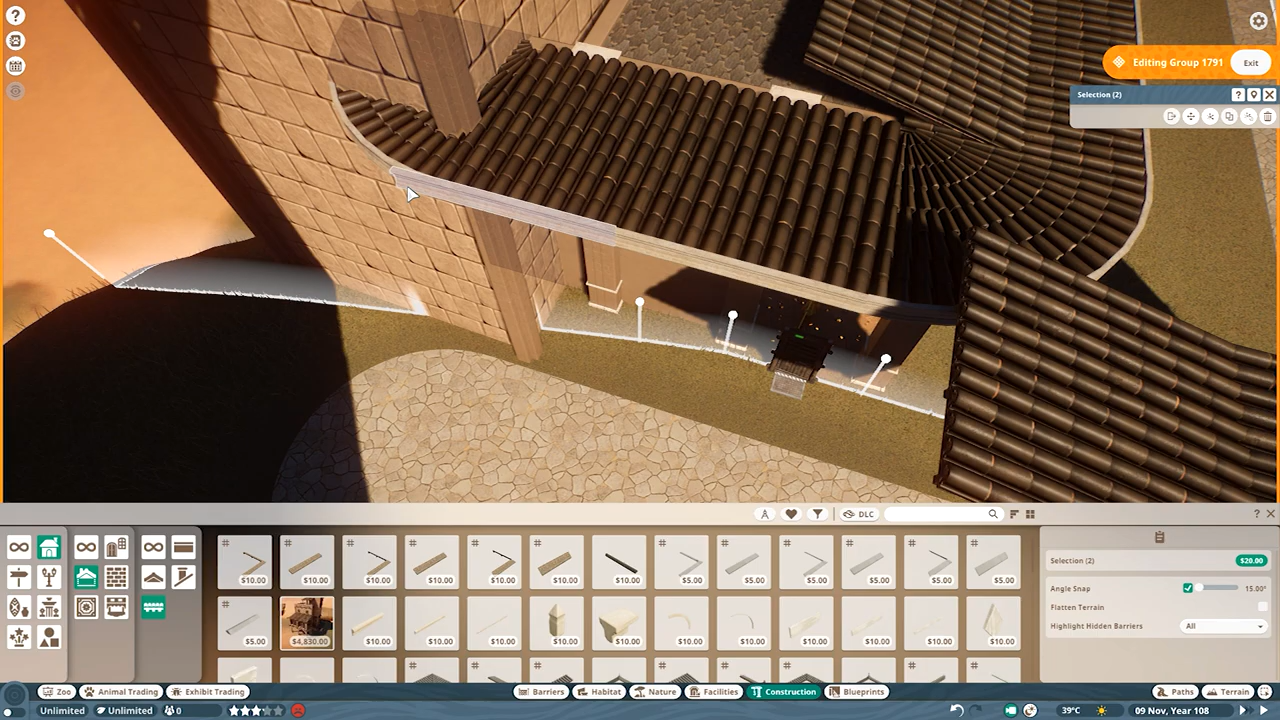 ?
Editing Group 1791
Exit
Selection (2)
?
DLC
?
$10.00 $10.00 $10.00 $10.00 $10.00 $10.00 $10.00 $5.00 $5.00 $5.00 $5.00 $5.00 $5.00
$5.00 $4,830.00 $10.00 $10.00 $10.00 $10.00 $10.00 $10.00 $10.00 $10.00 $10.00 $10.00 $10.00
Selection (2)
$20.00
Angle Snap
15.00°
Flatten Terrain
Highlight Hidden Barriers
All
Zoo
Animal Trading
Exhibit Trading
Barriers
Habitat
Nature
Facilities
Construction
Blueprints
Paths
Terrain
Unlimited
Unlimited
0
39°C
09 Nov, Year 108